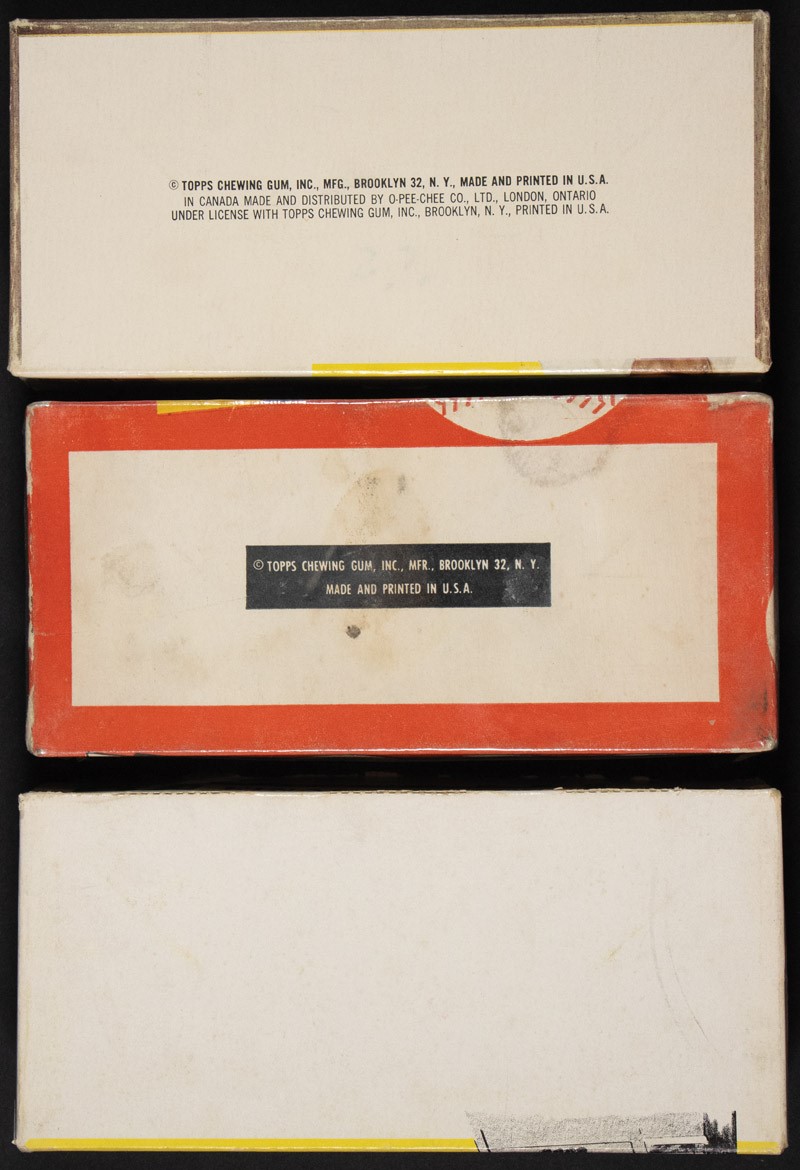 © TOPPS CHEWING GUM, INC., MFG., BROOKLYN 32, N. Y., MADE AND PRINTED IN U.S.A.
IN CANADA MADE AND DISTRIBUTED BY O-PEE-CHEE CO., LTD., LONDON, ONTARIO
UNDER LICENSE WITH TOPPS CHEWING GUM, INC., BROOKLYN, N. Y., PRINTED IN U.S.A.
© TOPPS CHEWING GUM, INC., MFR., BROOKLYN 32, N. Y.
MADE AND PRINTED IN U.S.A.